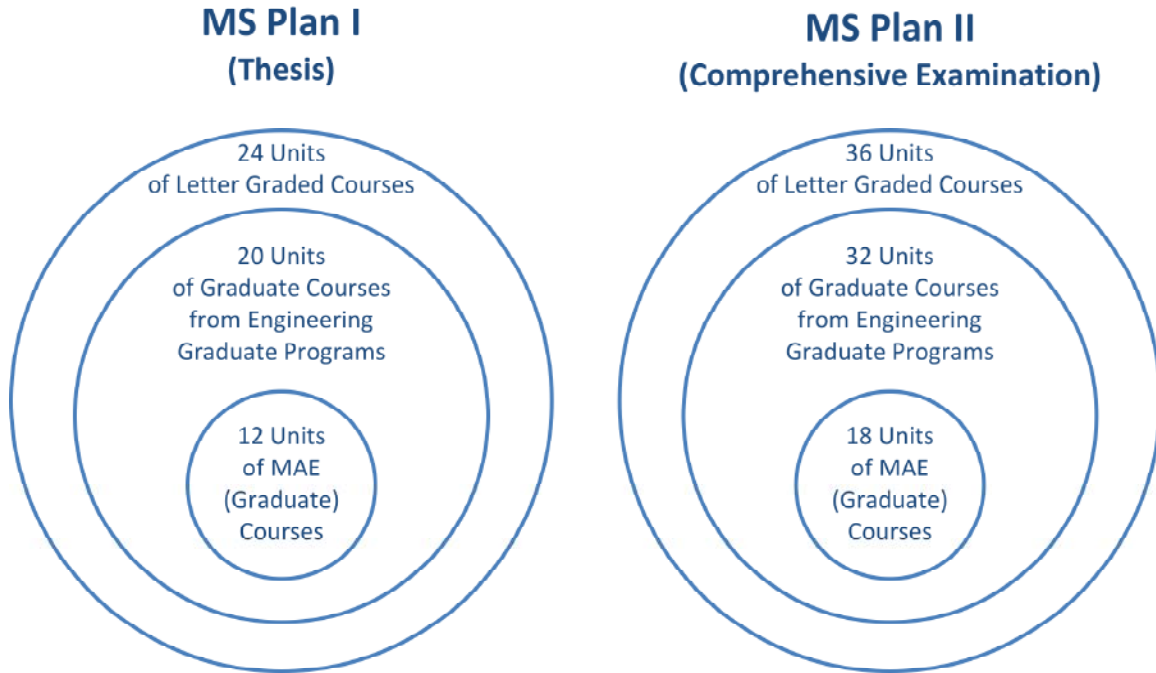 MS Plan I
(Thesis)
24 Units
of Letter Graded Courses
20 Units
of Graduate Courses
from Engineering
Graduate Programs
12 Units
of MAE
(Graduate)
Courses
MS Plan II
(Comprehensive Examination)
36 Units
of Letter Graded Courses
32 Units
of Graduate Courses
from Engineering
Graduate Programs
18 Units
of MAE
(Graduate)
Courses